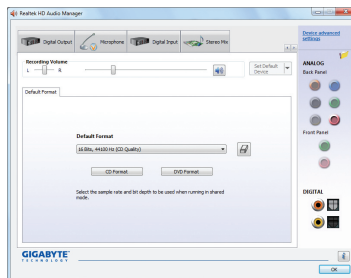 Realtek HD Audio Manager
Digital Output
Microphone
Digital Input
Stereo Mix
Device advanced settings
Recording Volume
L
R
Set Default Device
ANALOG
Back Panel
Default Format
Default Format
16 Bits, 44100 Hz (CD Quality)
CD Format
DVD Format
Select the sample rate and bit depth to be used when running in shared mode.
Front Panel
DIGITAL
GIGABYTE
TECHNOLOGY
i
OK